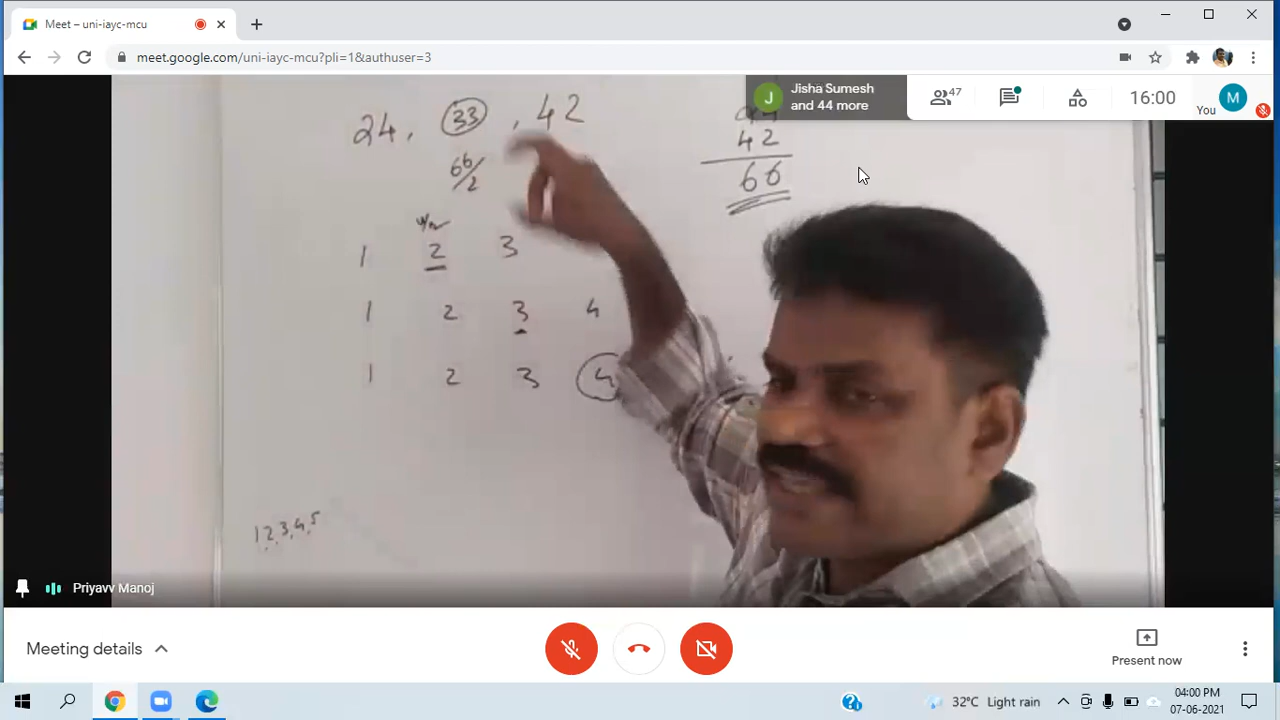 Meet – uni-iayc-mcu
meet.google.com/uni-iayc-mcu?pli=1&authuser=3
Jisha Sumesh
and 44 more
47
16:00
You
M
J
24, 33, 42
66/2
42
66
1 2 3
1 2 3 4
1 2 3 4
1 2, 3, 4, 5
Priyavv Manoj
Meeting details
Present now
32°C Light rain
04:00 PM
07-06-2021